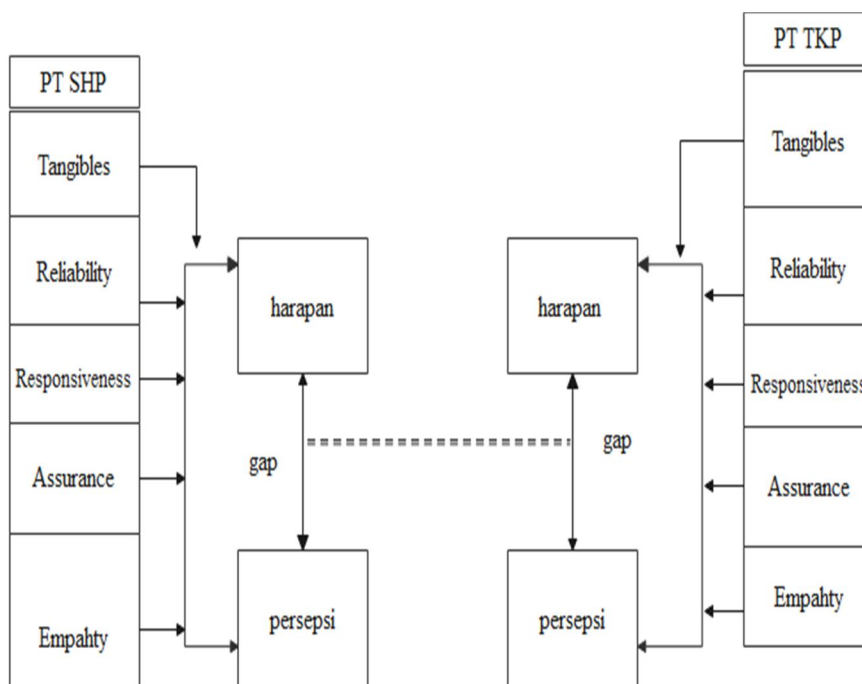 PT SHP
Tangibles
Reliability
Responsiveness
Assurance
Empahty
harapan
gap
persepsi
harapan
gap
persepsi
PT TKP
Tangibles
Reliability
Responsiveness
Assurance
Empahty